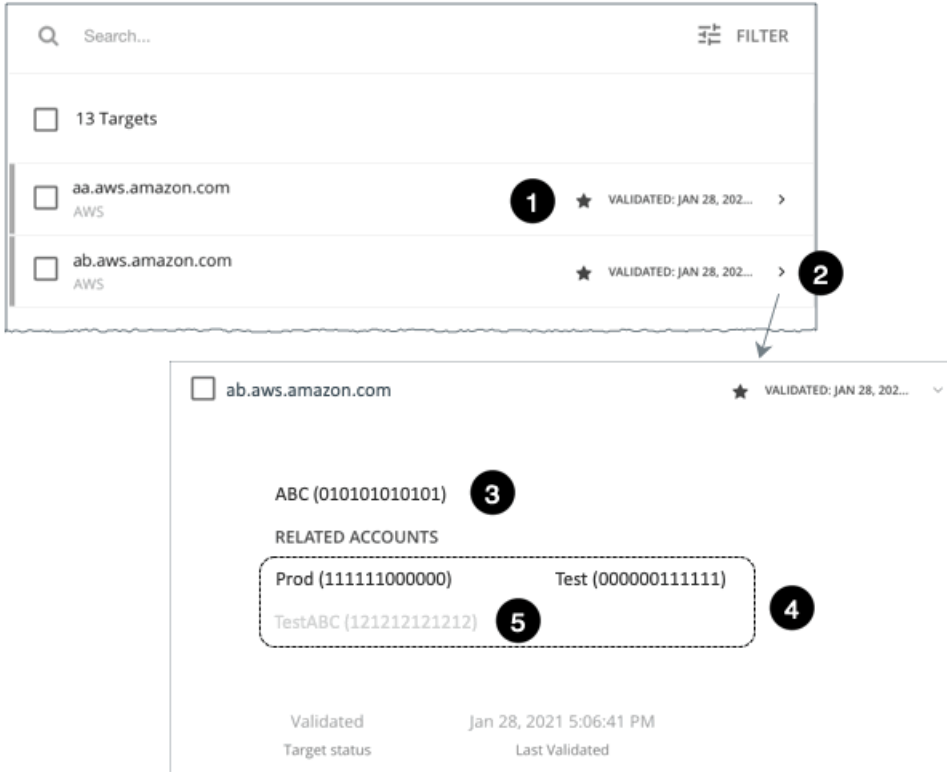 Search... FILTER
13 Targets
aa.aws.amazon.com
AWS
1 VALIDATED: JAN 28, 202...
ab.aws.amazon.com
AWS
VALIDATED: JAN 28, 202... 2
ab.aws.amazon.com VALIDATED: JAN 28, 202...
ABC (010101010101) 3
RELATED ACCOUNTS
Prod (111111000000) Test (000000111111)
4
TestABC (121212121212) 5
Validated Jan 28, 2021 5:06:41 PM
Target status Last Validated